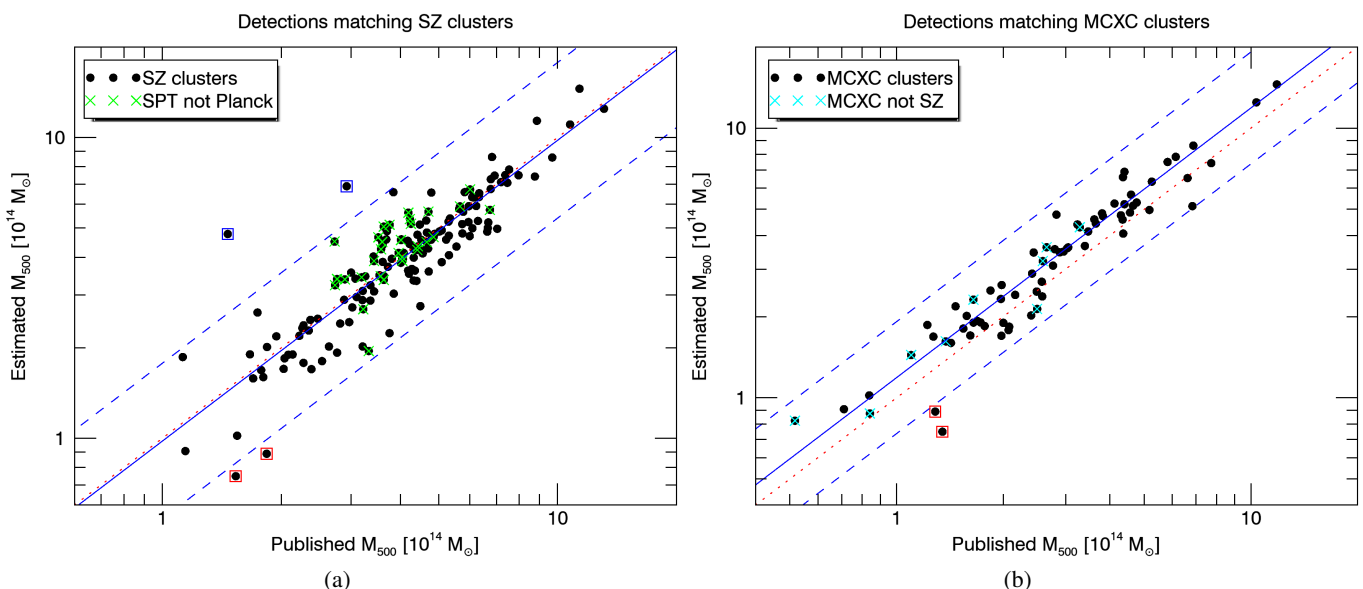 Detections matching SZ clusters
SZ clusters
SPT not Planck
10
1
Estimated M500 [10^14 M⊙]
1
10
Published M500 [10^14 M⊙]
(a)
Detections matching MCXC clusters
MCXC clusters
MCXC not SZ
10
1
Estimated M500 [10^14 M⊙]
1
10
Published M500 [10^14 M⊙]
(b)